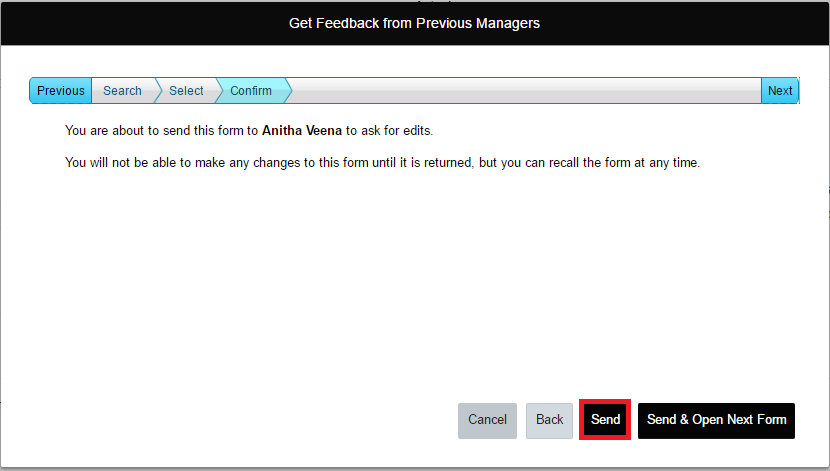 Get Feedback from Previous Managers
Previous Search Select Confirm Next
You are about to send this form to Anitha Veena to ask for edits.
You will not be able to make any changes to this form until it is returned, but you can recall the form at any time.
Cancel Back Send Send & Open Next Form